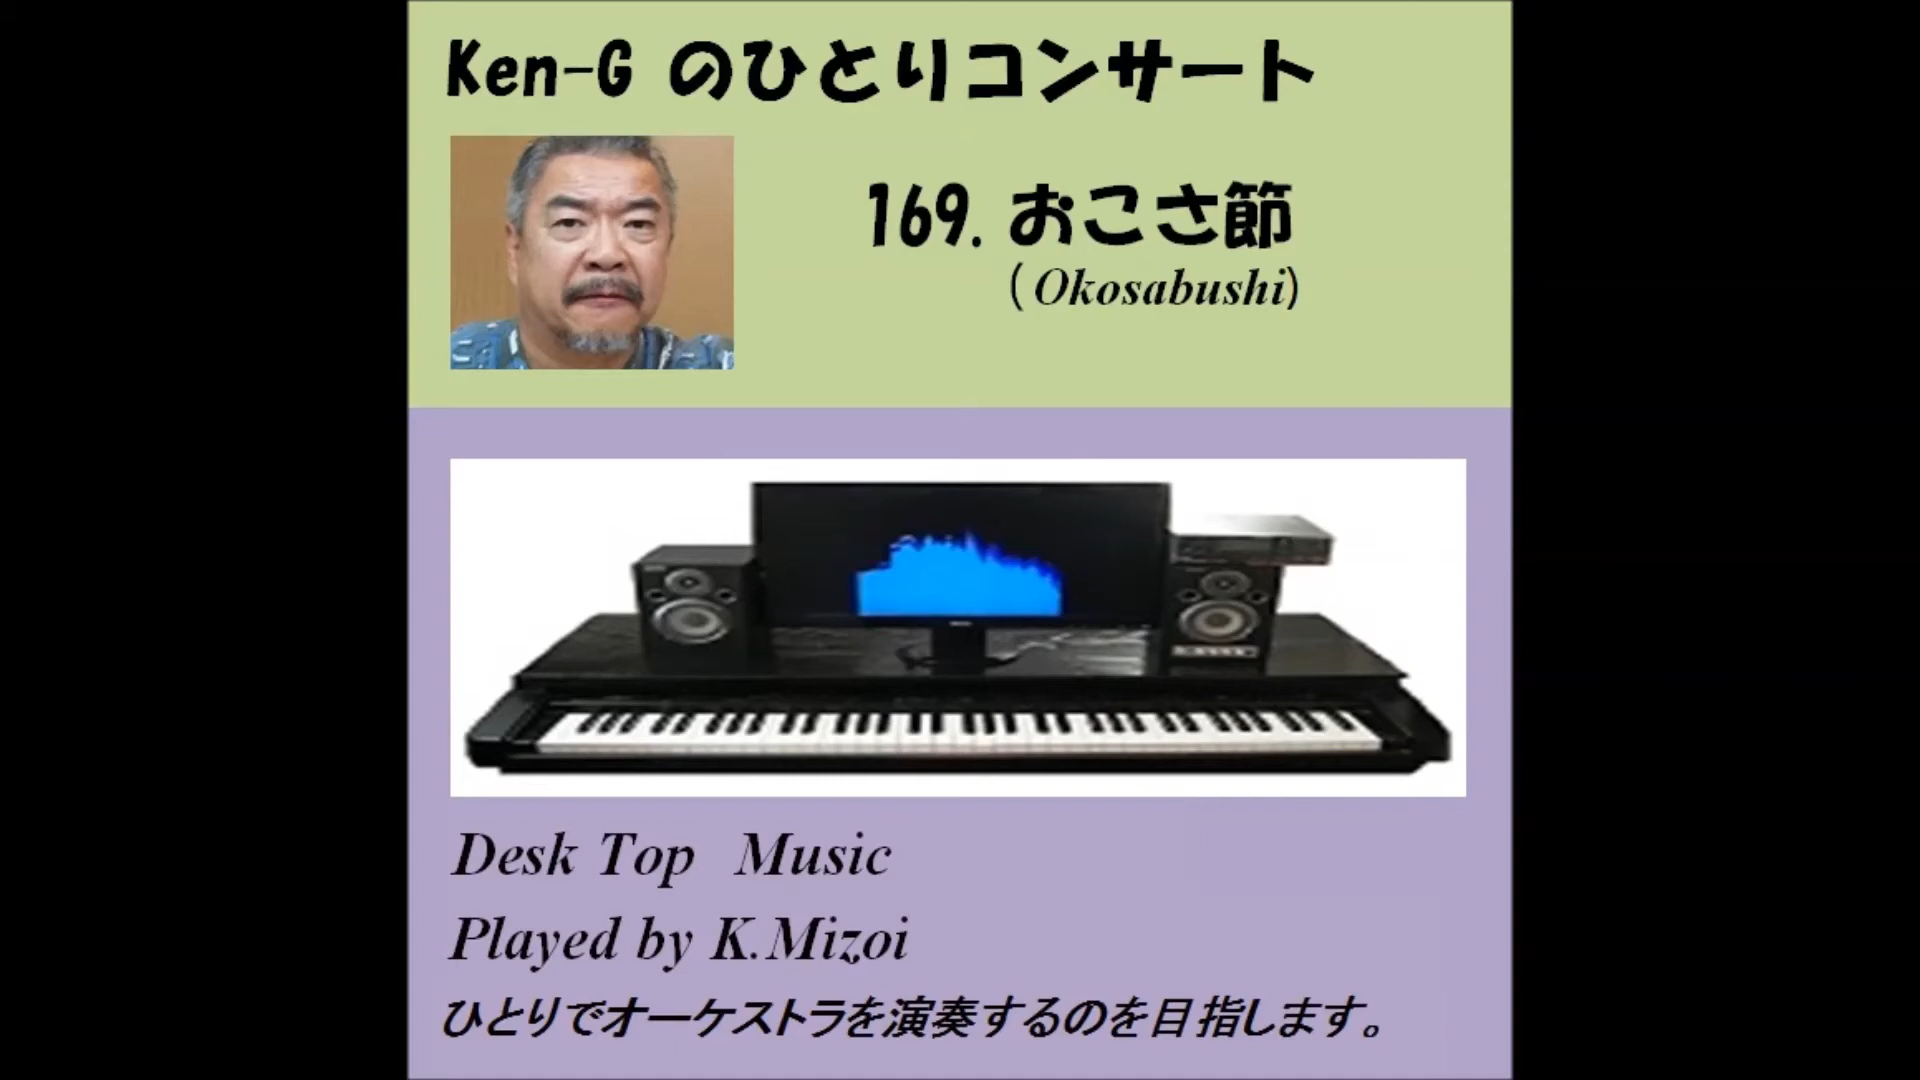 Ken-G のひとりコンサート
169. おこさ節
(Okosabushi)
Desk Top Music
Played by K.Mizoi
ひとりでオーケストラを演奏するのを目指します。